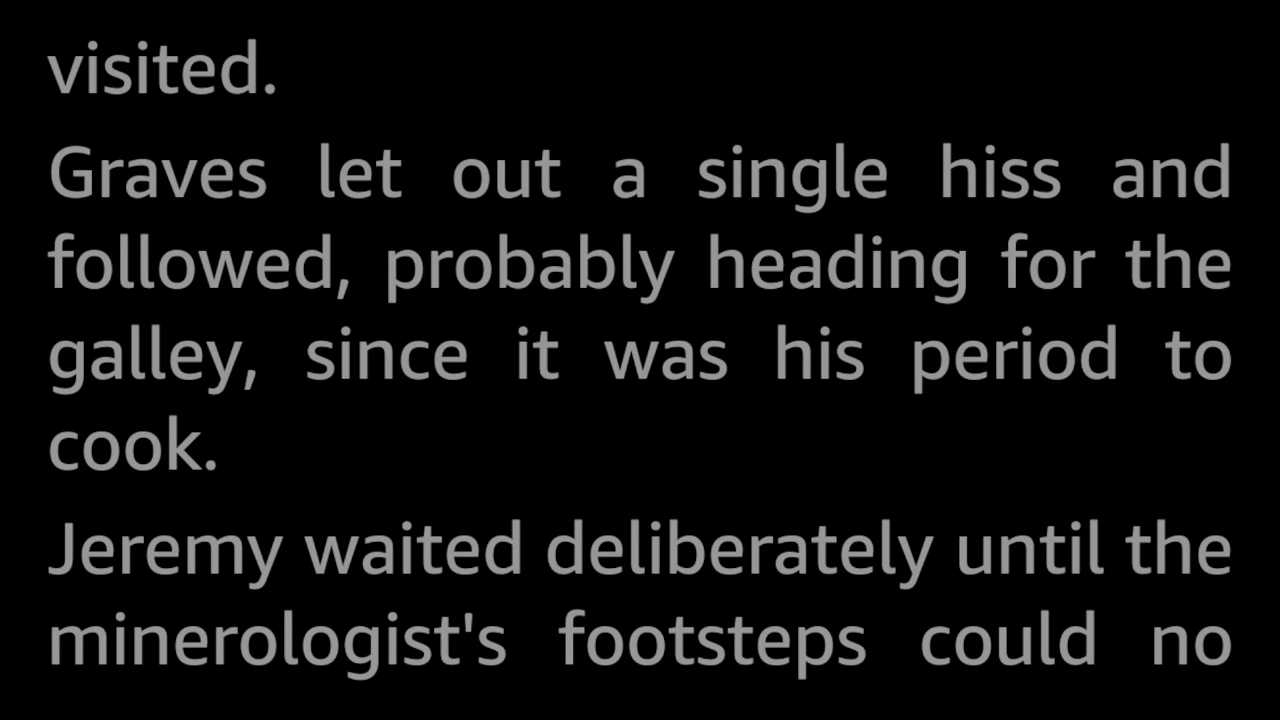 visited.
Graves let out a single hiss and
followed, probably heading for the
galley, since it was his period to
cook.
Jeremy waited deliberately until the
minerologist's footsteps could no